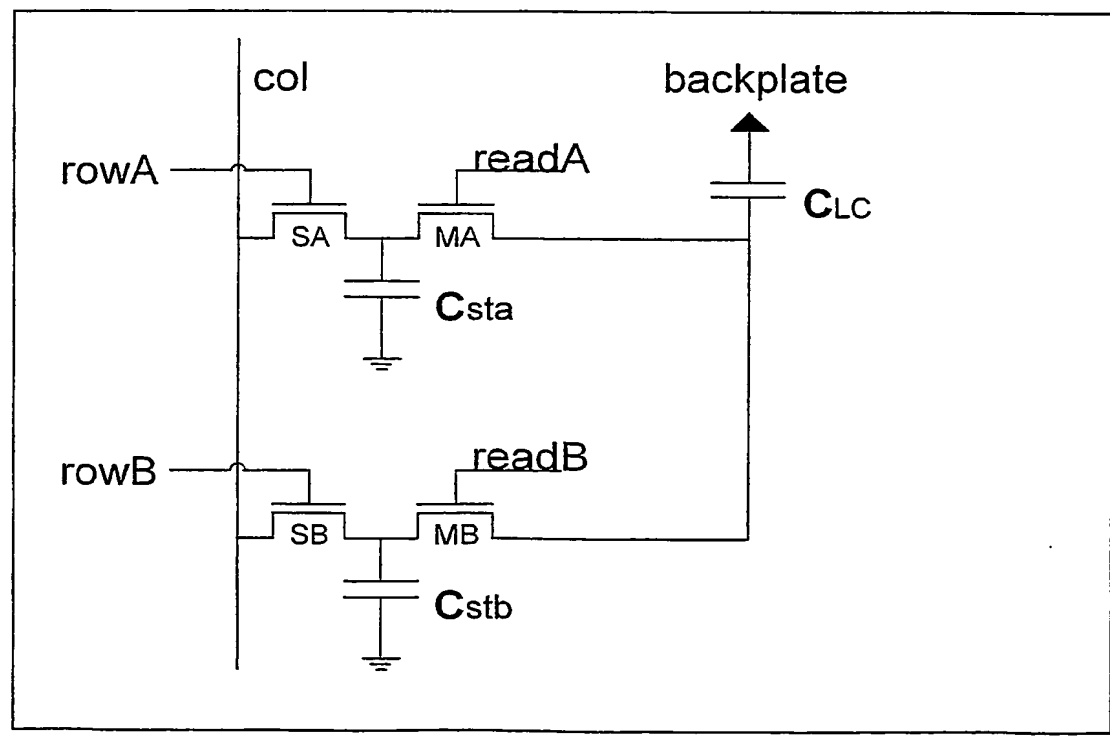 col
backplate
rowA
readA
SA
MA
CLC
Csta
rowB
readB
SB
MB
Cstb